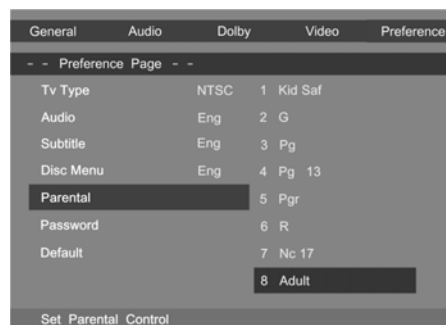 General Audio Dolby Video Preference
- - Preference Page - -
Tv Type NTSC 1 Kid Saf
Audio Eng 2 G
Subtitle Eng 3 Pg
Disc Menu Eng 4 Pg 13
Parental 5 Pgr
Password 6 R
Default 7 Nc 17
8 Adult
Set Parental Control